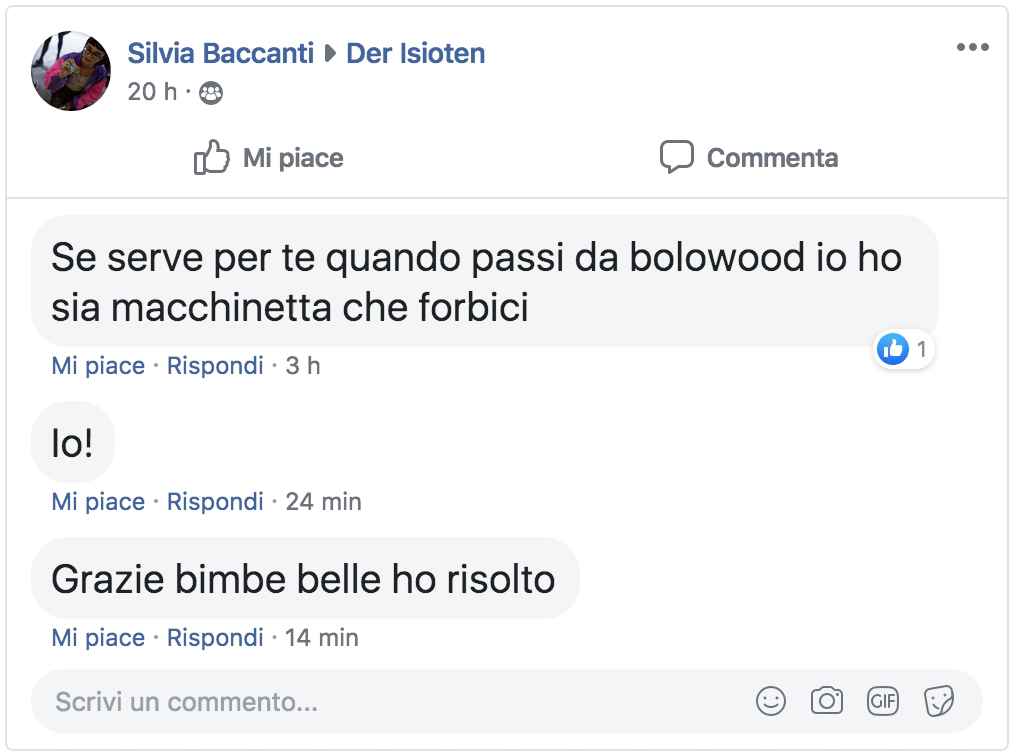 Silvia Baccanti ▸ Der Isioten
20 h ·
Mi piace Commenta
Se serve per te quando passi da bolowood io ho
sia macchinetta che forbici
Mi piace · Rispondi · 3 h 1
Io!
Mi piace · Rispondi · 24 min
Grazie bimbe belle ho risolto
Mi piace · Rispondi · 14 min
Scrivi un commento... GIF